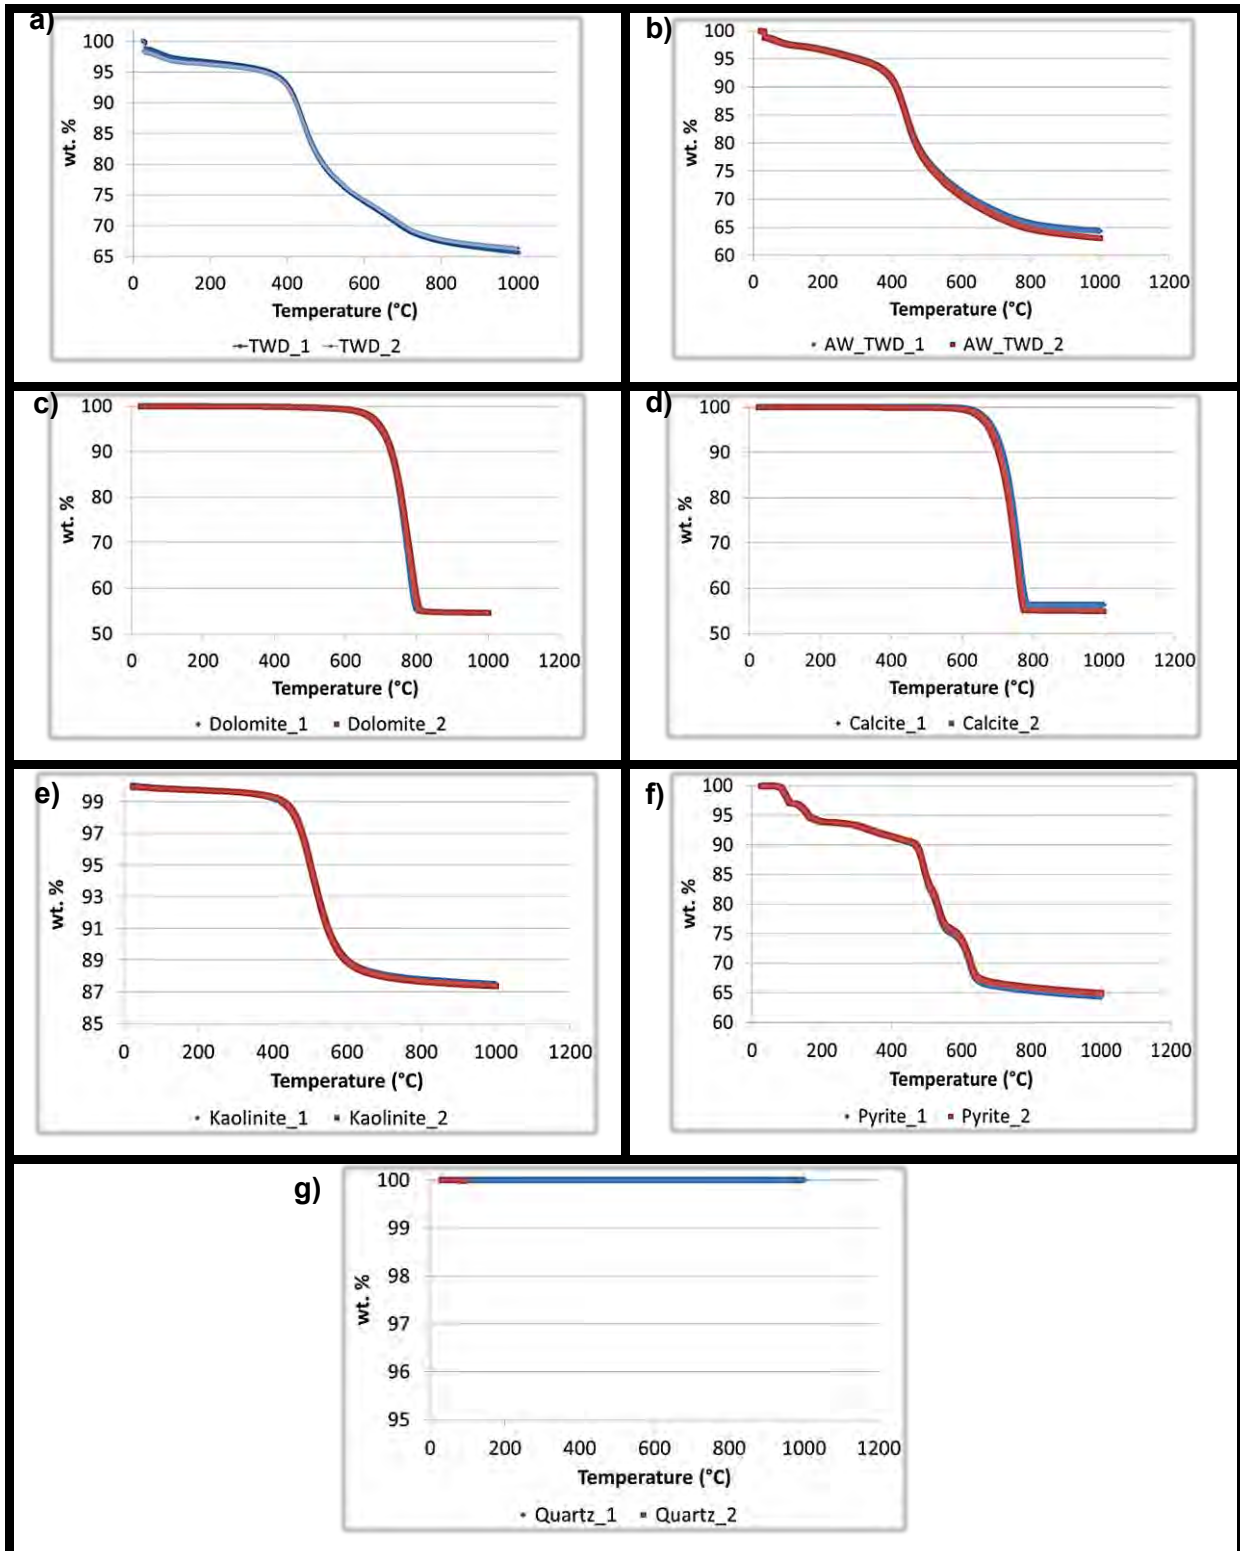 a)
100
95
90
85
80
75
70
65
wt. %
0 200 400 600 800 1000
Temperature (°C)
TWD_1 TWD_2
b)
100
95
90
85
80
75
70
65
60
wt. %
0 200 400 600 800 1000 1200
Temperature (°C)
AW_TWD_1 AW_TWD_2
c)
100
90
80
70
60
50
wt. %
0 200 400 600 800 1000 1200
Temperature (°C)
Dolomite_1 Dolomite_2
d)
100
90
80
70
60
50
wt. %
0 200 400 600 800 1000 1200
Temperature (°C)
Calcite_1 Calcite_2
e)
99
97
95
93
91
89
87
85
wt. %
0 200 400 600 800 1000 1200
Temperature (°C)
Kaolinite_1 Kaolinite_2
f)
100
95
90
85
80
75
70
65
60
wt. %
0 200 400 600 800 1000 1200
Temperature (°C)
Pyrite_1 Pyrite_2
g)
100
99
98
97
96
95
wt. %
0 200 400 600 800 1000 1200
Temperature (°C)
Quartz_1 Quartz_2